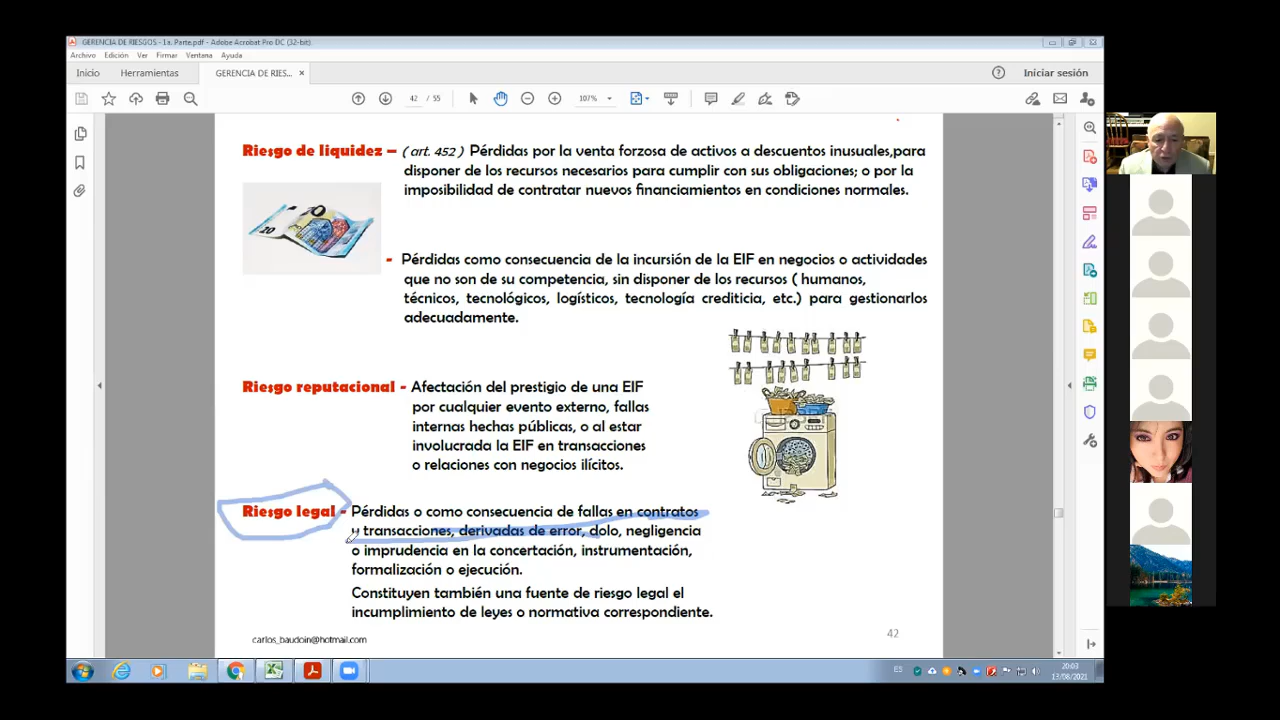 GERENCIA DE RIESGOS - 1a. Parte.pdf - Adobe Acrobat Pro DC (32-bit)
Archivo Edición Ver Firmar Ventana Ayuda
Inicio Herramientas GERENCIA DE RIES... × Iniciar sesión
42 / 55 107%
Riesgo de liquidez – (art. 452) Pérdidas por la venta forzosa de activos a descuentos inusuales,para
disponer de los recursos necesarios para cumplir con sus obligaciones; o por la
imposibilidad de contratar nuevos financiamientos en condiciones normales.
20
- Pérdidas como consecuencia de la incursión de la EIF en negocios o actividades
que no son de su competencia, sin disponer de los recursos ( humanos,
técnicos, tecnológicos, logísticos, tecnología crediticia, etc.) para gestionarlos
adecuadamente.
Riesgo reputacional - Afectación del prestigio de una EIF
por cualquier evento externo, fallas
internas hechas públicas, o al estar
involucrada la EIF en transacciones
o relaciones con negocios ilícitos.
Riesgo legal - Pérdidas o como consecuencia de fallas en contratos
y transacciones, derivadas de error, dolo, negligencia
o imprudencia en la concertación, instrumentación,
formalización o ejecución.
Constituyen también una fuente de riesgo legal el
incumplimiento de leyes o normativa correspondiente.
carlos_baudoin@hotmail.com 42
ES 20:03
13/08/2021